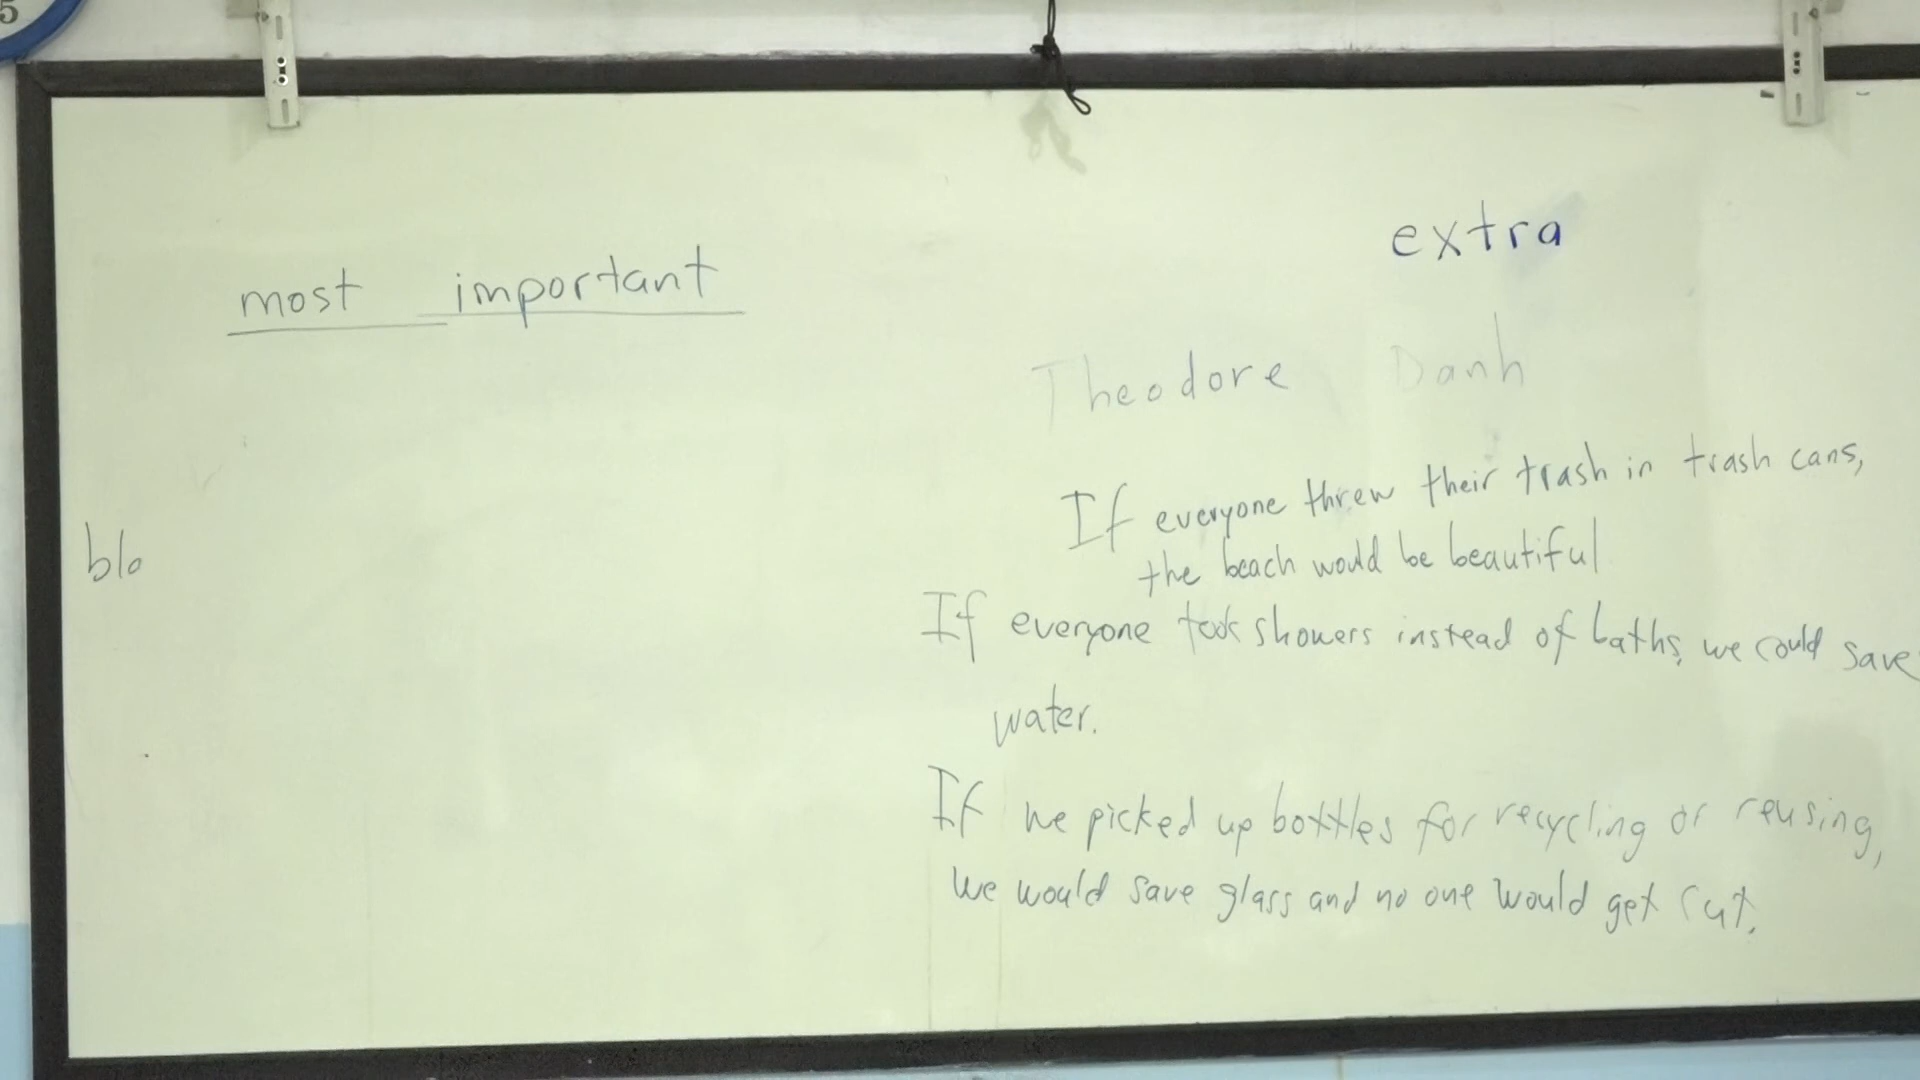 5
extra
most important
Theodore Danh
If everyone threw their trash in trash cans,
the beach would be beautiful
blo
If everyone took showers instead of baths, we could save
water.
If we picked up bottles for recycling or reusing,
we would save glass and no one would get cut.